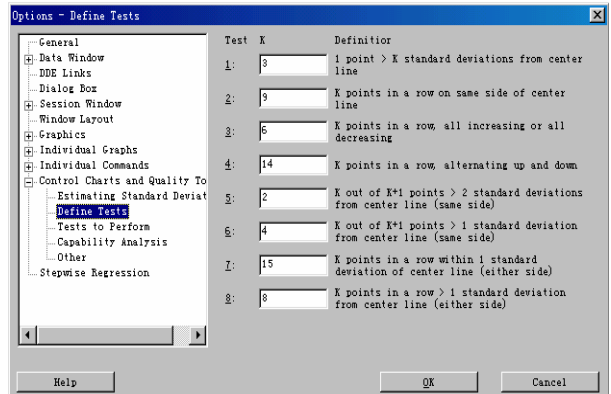 Options - Define Tests
General
Data Window
DDE Links
Dialog Box
Session Window
Window Layout
Graphics
Individual Graphs
Individual Commands
Control Charts and Quality To
Estimating Standard Deviat
Define Tests
Tests to Perform
Capability Analysis
Other
Stepwise Regression
Test K Definitior
1: 3 1 point > K standard deviations from center
line
2: 9 K points in a row on same side of center
line
3: 6 K points in a row, all increasing or all
decreasing
4: 14 K points in a row, alternating up and down
5: 2 K out of K+1 points > 2 standard deviations
from center line (same side)
6: 4 K out of K+1 points > 1 standard deviation
from center line (same side)
7: 15 K points in a row within 1 standard
deviation of center line (either side)
8: 8 K points in a row > 1 standard deviation
from center line (either side)
Help OK Cancel